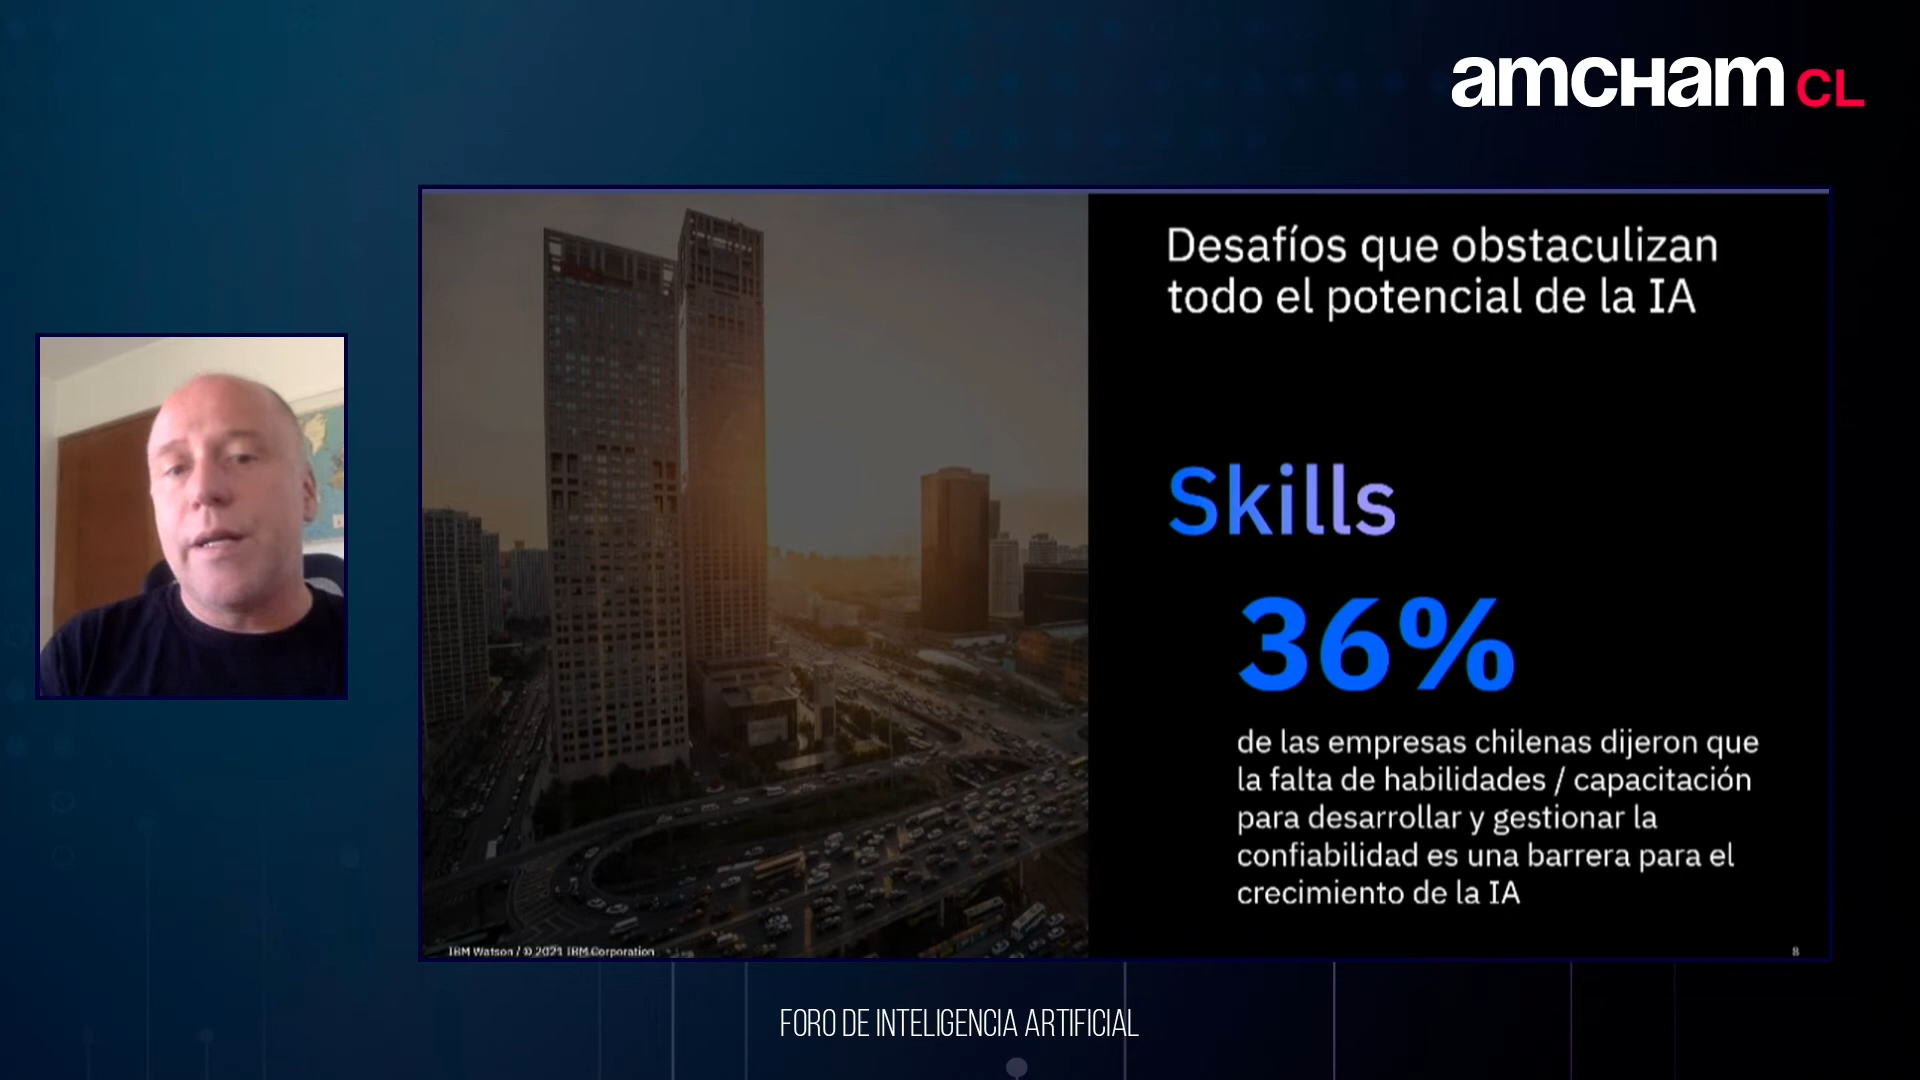 amcham CL
Desafíos que obstaculizan
todo el potencial de la IA
Skills
36%
de las empresas chilenas dijeron que
la falta de habilidades / capacitación
para desarrollar y gestionar la
confiabilidad es una barrera para el
crecimiento de la IA
IBM Watson / © 2021 IBM Corporation
8
FORO DE INTELIGENCIA ARTIFICIAL